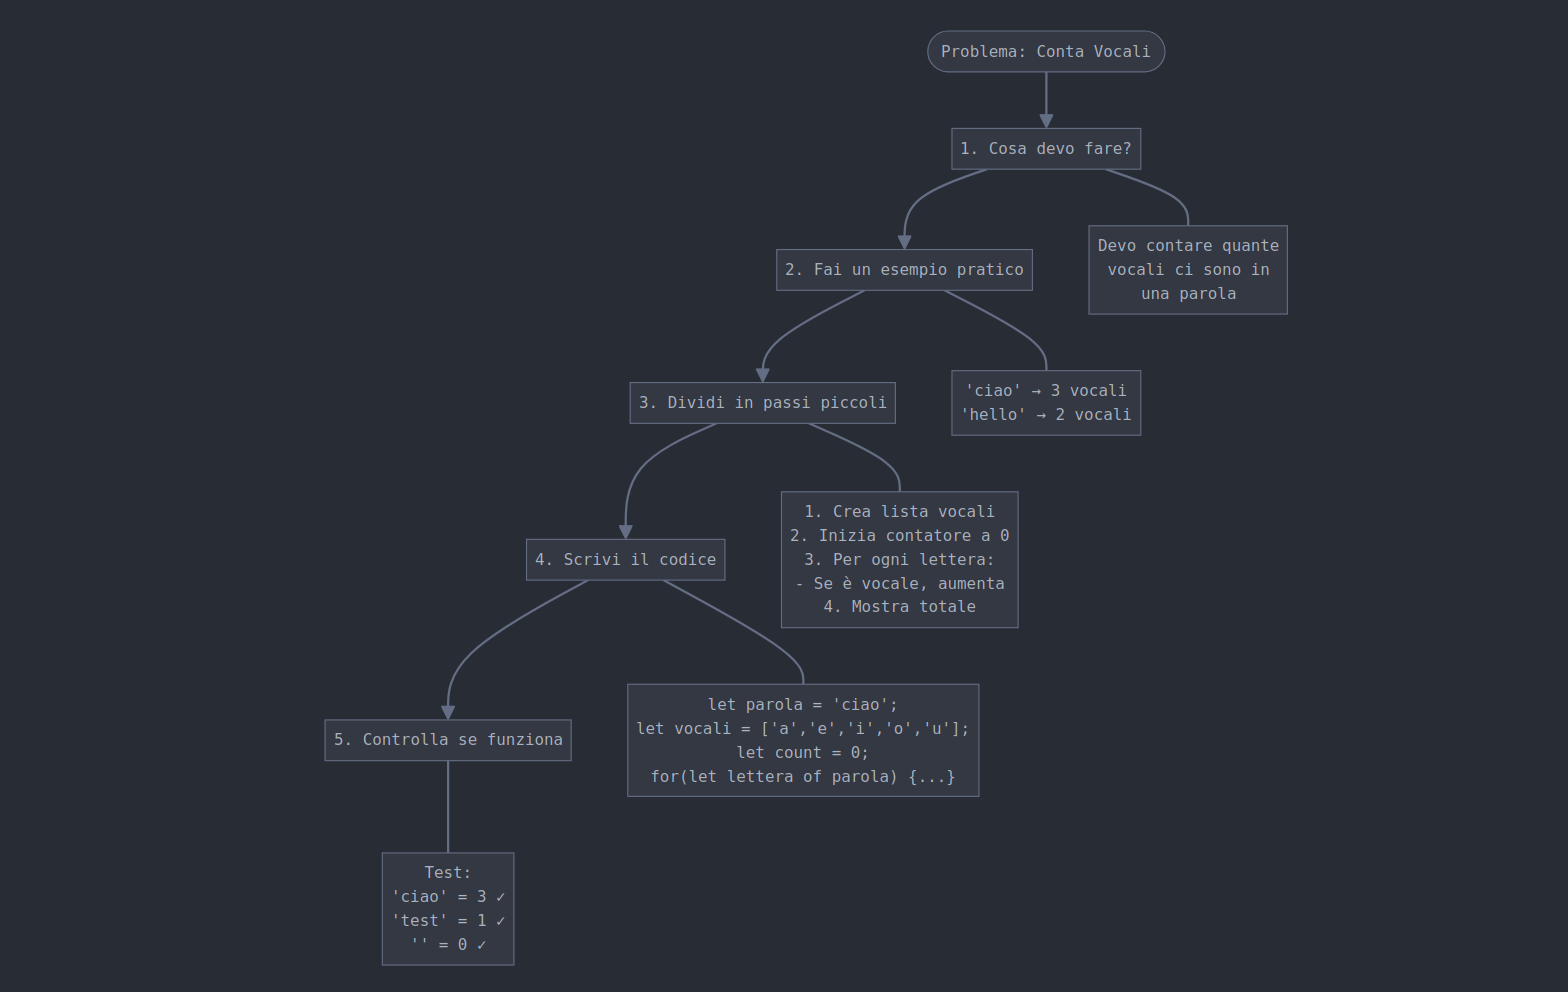 Problema: Conta Vocali
1. Cosa devo fare?
Devo contare quante
vocali ci sono in
una parola
2. Fai un esempio pratico
'ciao' → 3 vocali
'hello' → 2 vocali
3. Dividi in passi piccoli
1. Crea lista vocali
2. Inizia contatore a 0
3. Per ogni lettera:
- Se è vocale, aumenta
4. Mostra totale
4. Scrivi il codice
let parola = 'ciao';
let vocali = ['a','e','i','o','u'];
let count = 0;
for(let lettera of parola) {...}
5. Controlla se funziona
Test:
'ciao' = 3 ✓
'test' = 1 ✓
'' = 0 ✓